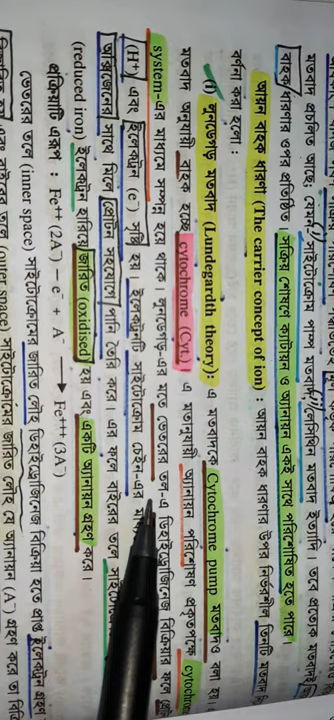 মতবাদ প্রচলিত আছে; যেমন- সাইটোক্রোম পাম্প মতবাদ, লেসিথিন মতবাদ ইত্যাদি। তবে প্রত্যেক মতবাদই
বাহক ধারণার ওপর প্রতিষ্ঠিত। সক্রিয় শোষণে ক্যাটায়ন ও অ্যানায়ন একই সাথে পরিশোষিত হতে পারে।
আয়ন বাহক ধারণা (The carrier concept of ion) : আয়ন বাহক ধারণার উপর নির্ভরশীল তিনটি মতবাদ
বর্ণনা করা হলো :
(i) লুনডেগড়হ্ মতবাদ (Lundegardth theory): এ মতবাদকে Cytochrome pump মতবাদও বলা হয়।
মতবাদ অনুযায়ী বাহক হচ্ছে cytochrome (Cyt.)। এ মতানুযায়ী অ্যানায়ন পরিশোষণ প্রকৃতপক্ষে cytochrome
system-এর মাধ্যমে সম্পন্ন হয়ে থাকে। লুনডেগড়হ্-এর মতে ভেতরের তল-এ ডিহাইড্রোজিনেজ বিক্রিয়ার ফলে
(H⁺) এবং ইলেকট্রন (e⁻) সৃষ্টি হয়। ইলেকট্রনটি সাইটোক্রোম চেইন-এর
অক্সিজেনের সাথে মিলে প্রোটন সহযোগে পানি তৈরি করে। এর ফলে বাইরের তলে
(reduced iron) ইলেকট্রন হারিয়ে জারিত (oxidised) হয় এবং একটি অ্যানায়ন গ্রহণ করে।
প্রক্রিয়াটি এরূপ : Fe⁺⁺ (2A⁻) − e⁻ + A⁻ ⟶ Fe⁺⁺⁺ (3A⁻)
ভেতরের তলে (inner space) সাইটোক্রোমের জারিত লৌহ ডিহাইড্রোজিনেজ বিক্রিয়া হতে প্রাপ্ত ইলেকট্রন গ্রহণ
এবং বাইরের তলে (outer space) সাইটোক্রোমের জারিত লৌহ যে অ্যানায়ন (A⁻) গ্রহণ করে তা